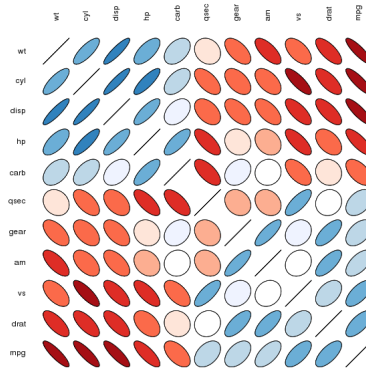 wt cyl disp hp carb qsec gear am vs drat mpg
wt
cyl
disp
hp
carb
qsec
gear
am
vs
drat
mpg